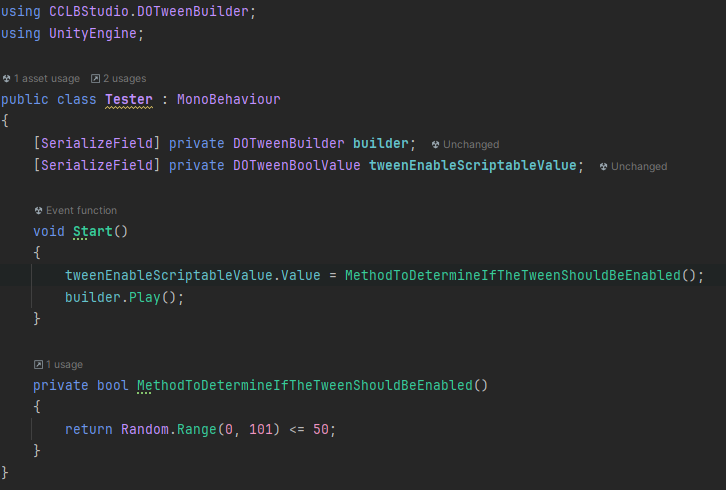 using CCLBStudio.DOTweenBuilder;
using UnityEngine;
1 asset usage 2 usages
public class Tester : MonoBehaviour
{
[SerializeField] private DOTweenBuilder builder; Unchanged
[SerializeField] private DOTweenBoolValue tweenEnableScriptableValue; Unchanged
Event function
void Start()
{
tweenEnableScriptableValue.Value = MethodToDetermineIfTheTweenShouldBeEnabled();
builder.Play();
}
1 usage
private bool MethodToDetermineIfTheTweenShouldBeEnabled()
{
return Random.Range(0, 101) <= 50;
}
}